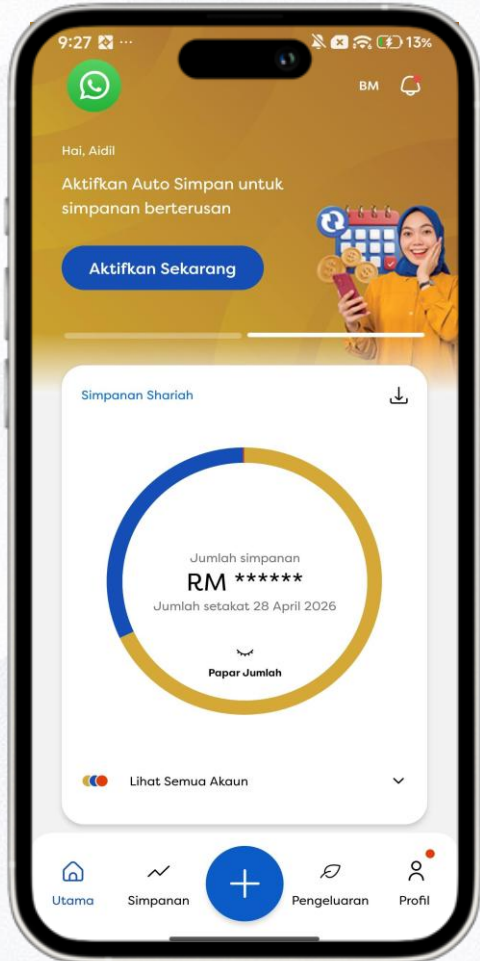 9:27 ... 13%
BM
Hai, Aidil
Aktifkan Auto Simpan untuk
simpanan berterusan
Aktifkan Sekarang
Simpanan Shariah
Jumlah simpanan
RM ******
Jumlah setakat 28 April 2026
Papar Jumlah
Lihat Semua Akaun
Utama Simpanan Pengeluaran Profil